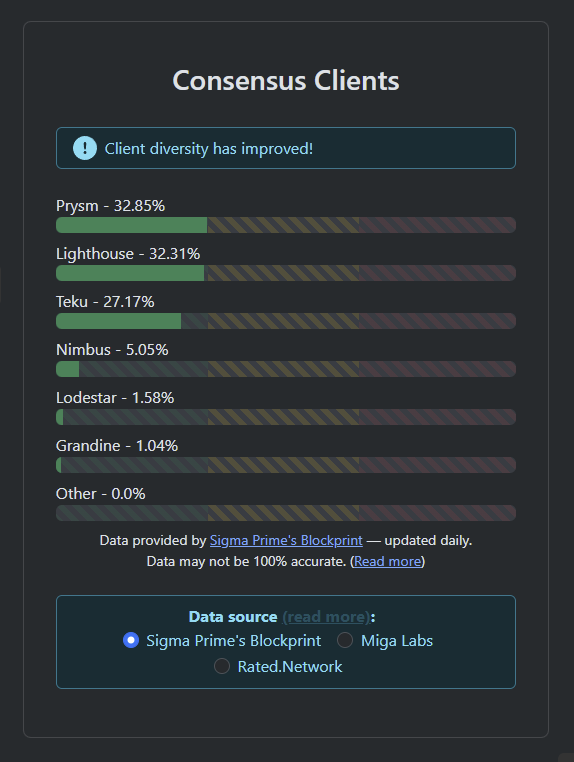 Consensus Clients
! Client diversity has improved!
Prysm - 32.85%
Lighthouse - 32.31%
Teku - 27.17%
Nimbus - 5.05%
Lodestar - 1.58%
Grandine - 1.04%
Other - 0.0%
Data provided by Sigma Prime's Blockprint — updated daily.
Data may not be 100% accurate. (Read more)
Data source (read more):
Sigma Prime's Blockprint Miga Labs
Rated.Network